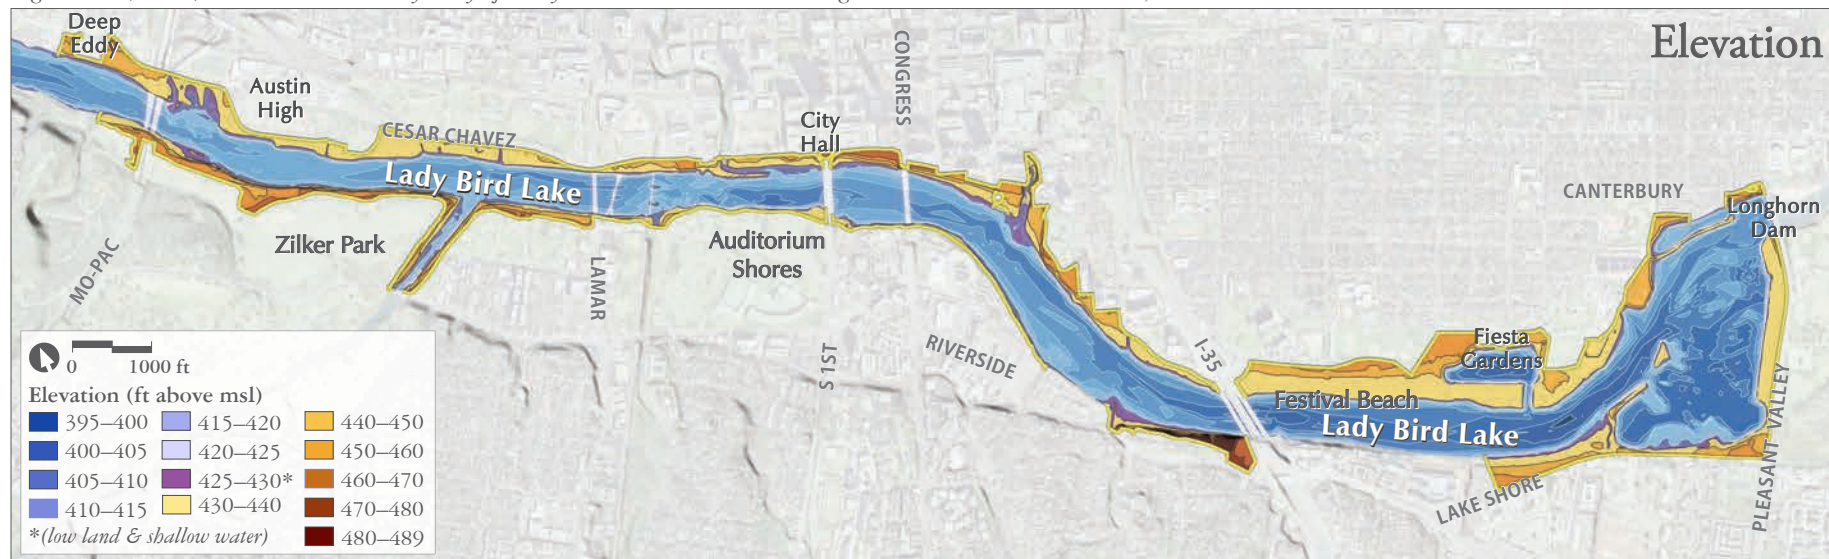 Elevation
Deep
Eddy
Austin
High
CESAR CHAVEZ
City
Hall
CONGRESS
Lady Bird Lake
CANTERBURY
Longhorn
Dam
Zilker Park
Auditorium
Shores
MO-PAC
LAMAR
S 1ST
RIVERSIDE
I-35
Fiesta
Gardens
Festival Beach
Lady Bird Lake
LAKE SHORE
PLEASANT VALLEY
0 1000 ft
Elevation (ft above msl)
395–400 415–420 440–450
400–405 420–425 450–460
405–410 425–430* 460–470
410–415 430–440 470–480
*(low land & shallow water) 480–489